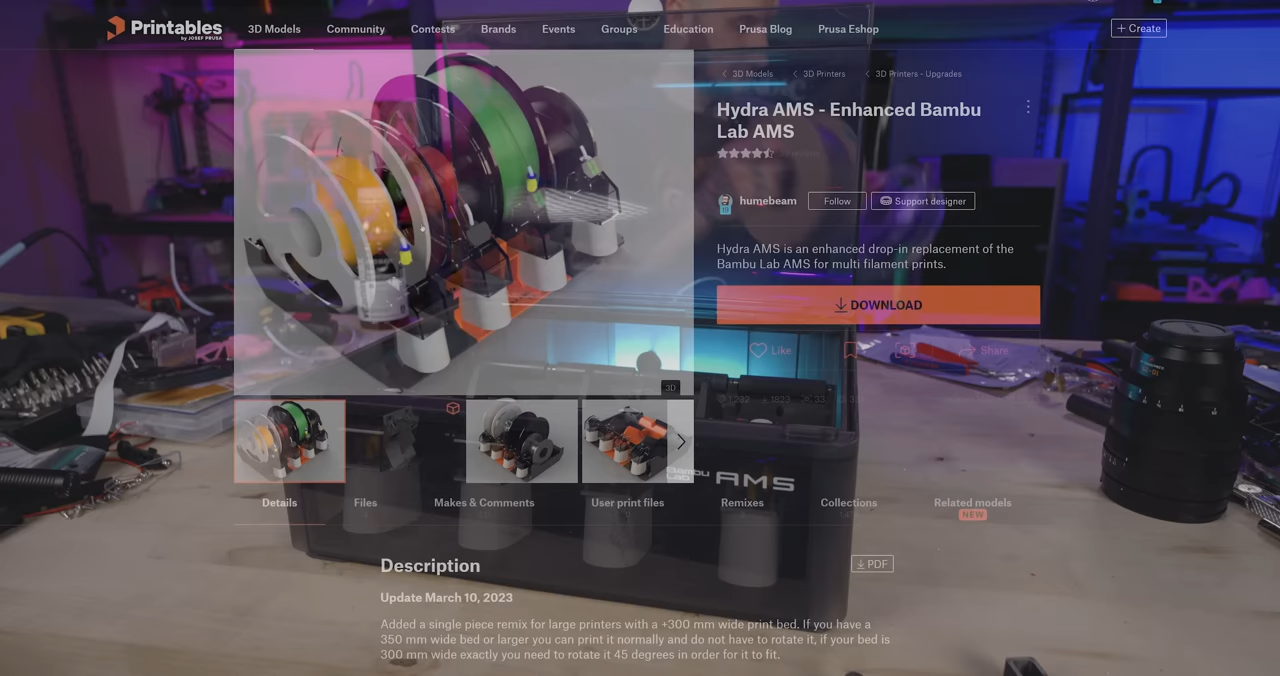 Printables
by JOSEF PRUSA
3D Models
Community
Contests
Brands
Events
Groups
Education
Prusa Blog
Prusa Eshop
+ Create
3D Models
3D Printers
3D Printers - Upgrades
Hydra AMS - Enhanced Bambu
Lab AMS
humebeam
Follow
Support designer
Hydra AMS is an enhanced drop-in replacement of the
Bambu Lab AMS for multi filament prints.
DOWNLOAD
Like
Share
3D
Bambu
Lab
AMS
Details
Files
Makes & Comments
User print files
Remixes
Collections
Related models
NEW
Description
PDF
Update March 10, 2023
Added a single piece remix for large printers with a +300 mm wide print bed. If you have a
350 mm wide bed or larger you can print it normally and do not have to rotate it, if your bed is
300 mm wide exactly you need to rotate it 45 degrees in order for it to fit.